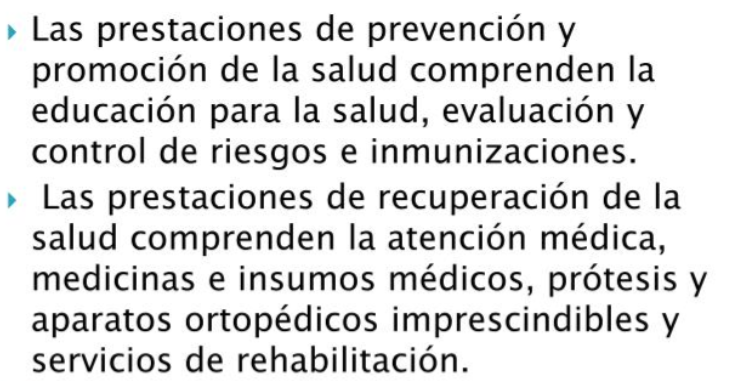 Las prestaciones de prevención y
promoción de la salud comprenden la
educación para la salud, evaluación y
control de riesgos e inmunizaciones.
Las prestaciones de recuperación de la
salud comprenden la atención médica,
medicinas e insumos médicos, prótesis y
aparatos ortopédicos imprescindibles y
servicios de rehabilitación.